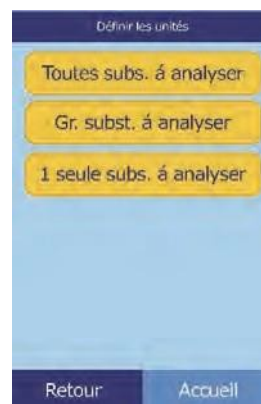 Définir les unités
Toutes subs. á analyser
Gr. subst. á analyser
1 seule subs. á analyser
Retour Accueil